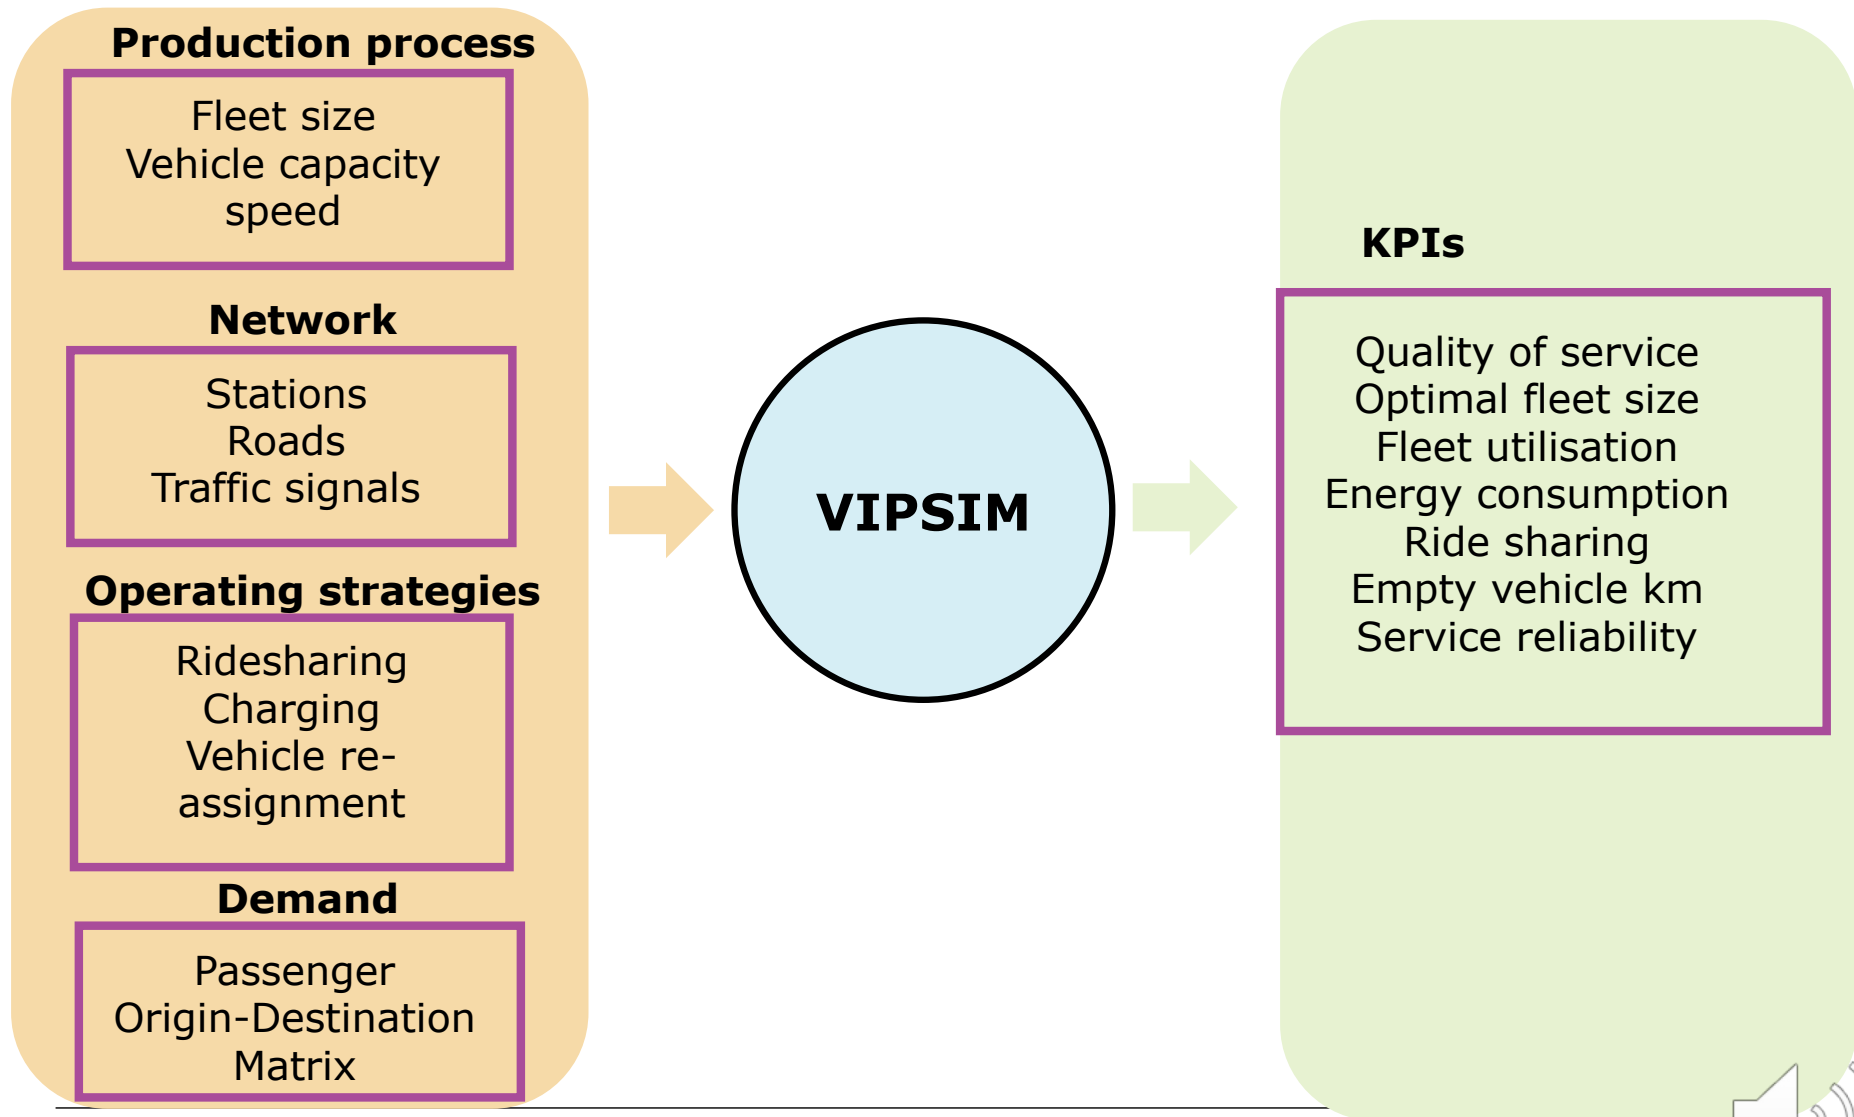 Production process
Fleet size
Vehicle capacity
speed
Network
Stations
Roads
Traffic signals
Operating strategies
Ridesharing
Charging
Vehicle re-
assignment
Demand
Passenger
Origin-Destination
Matrix
VIPSIM
KPIs
Quality of service
Optimal fleet size
Fleet utilisation
Energy consumption
Ride sharing
Empty vehicle km
Service reliability